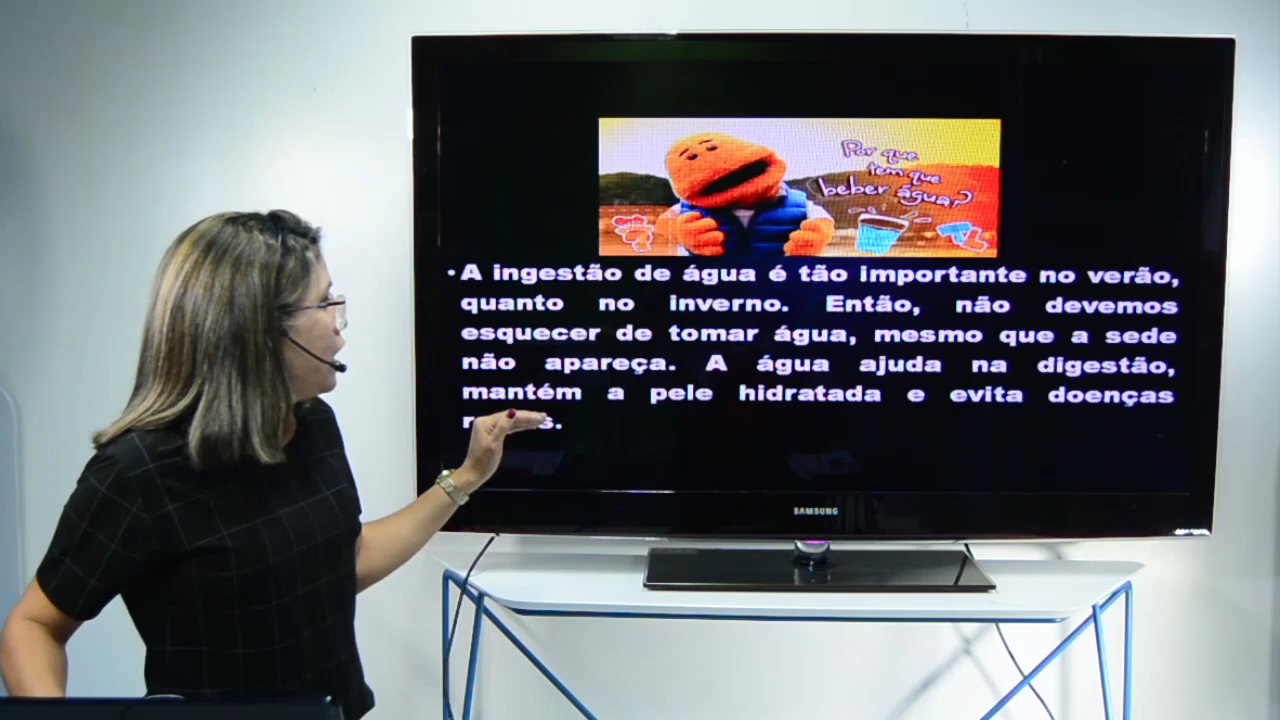 Por que
tem que
beber água?
• A ingestão de água é tão importante no verão,
quanto no inverno. Então, não devemos
esquecer de tomar água, mesmo que a sede
não apareça. A água ajuda na digestão,
mantém a pele hidratada e evita doenças
SAMSUNG